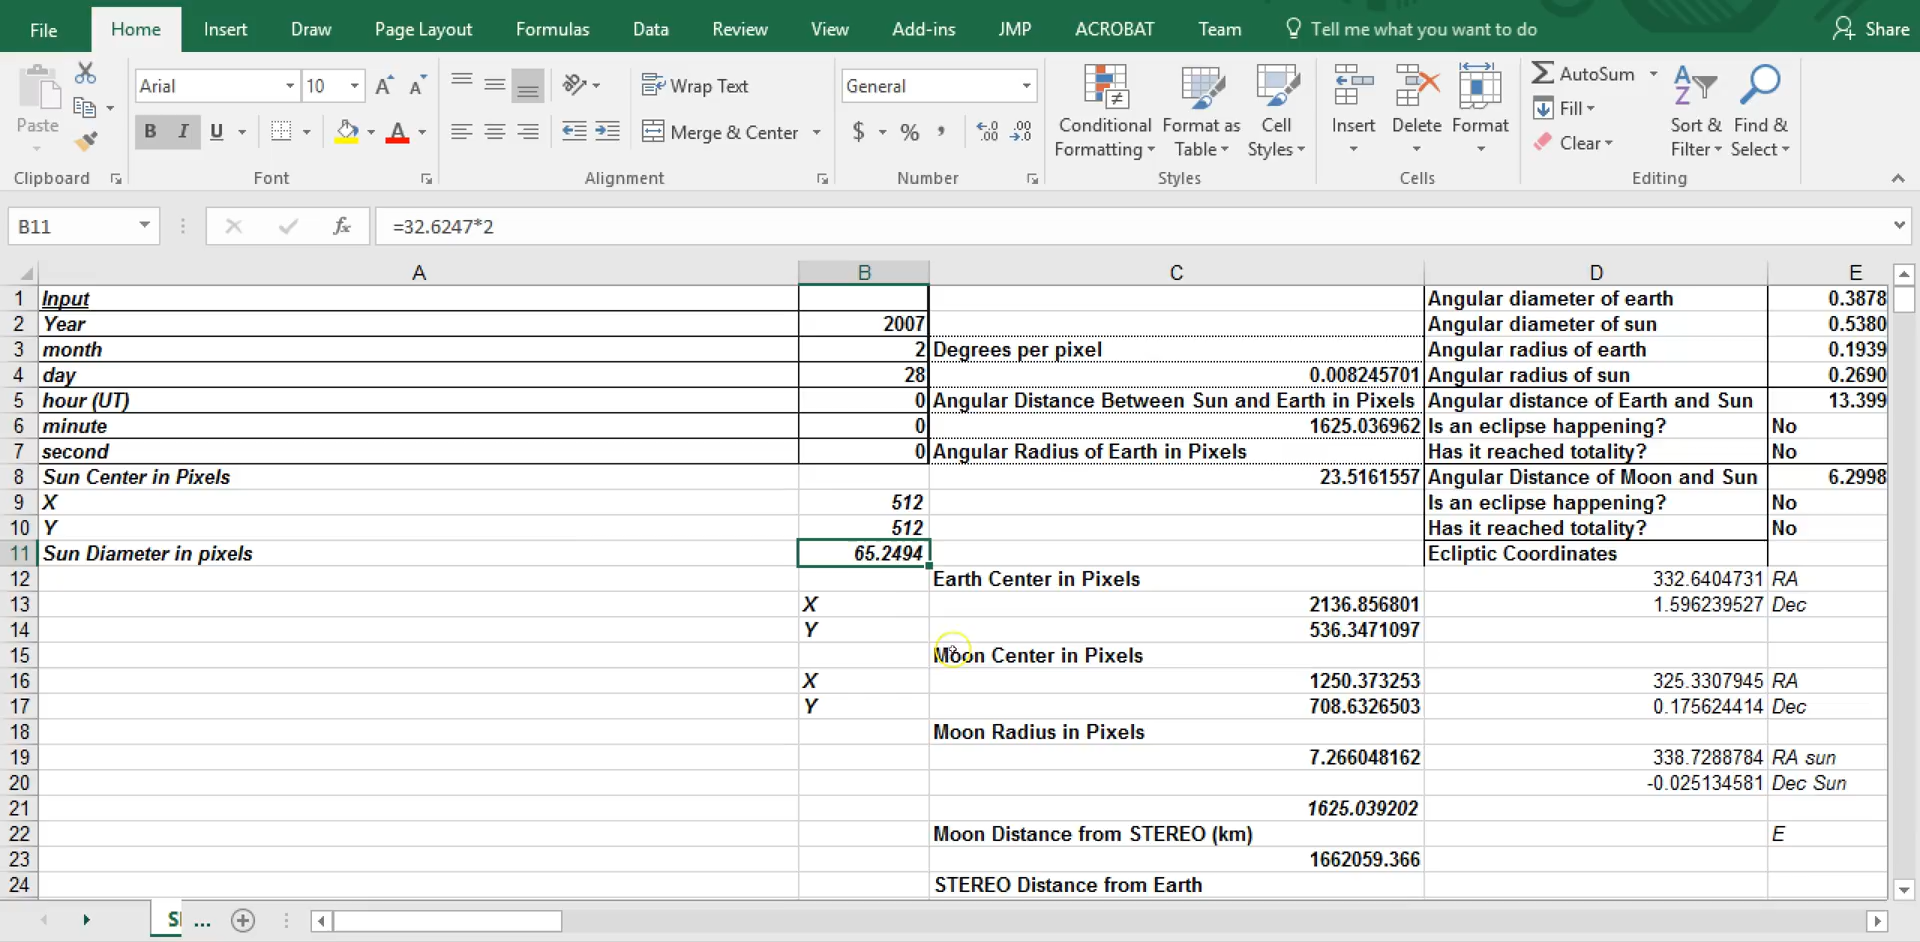 File Home Insert Draw Page Layout Formulas Data Review View Add-ins JMP ACROBAT Team Tell me what you want to do Share
Paste
Clipboard
Arial 10
B I U
Font
Wrap Text
Merge & Center
Alignment
General
$ % , .00 .00
Number
Conditional Formatting
Format as Table
Cell Styles
Styles
Insert Delete Format
Cells
AutoSum
Fill
Clear
Sort & Filter
Find & Select
Editing
B11 fx =32.6247*2
A B C D E
1 Input Angular diameter of earth 0.3878
2 Year 2007 Angular diameter of sun 0.5380
3 month 2 Degrees per pixel Angular radius of earth 0.1939
4 day 28 0.008245701 Angular radius of sun 0.2690
5 hour (UT) 0 Angular Distance Between Sun and Earth in Pixels Angular distance of Earth and Sun 13.399
6 minute 0 1625.036962 Is an eclipse happening? No
7 second 0 Angular Radius of Earth in Pixels Has it reached totality? No
8 Sun Center in Pixels 23.5161557 Angular Distance of Moon and Sun 6.2998
9 X 512 Is an eclipse happening? No
10 Y 512 Has it reached totality? No
11 Sun Diameter in pixels 65.2494 Ecliptic Coordinates
12 Earth Center in Pixels 332.6404731 RA
13 X 2136.856801 1.596239527 Dec
14 Y 536.3471097
15 Moon Center in Pixels
16 X 1250.373253 325.3307945 RA
17 Y 708.6326503 0.175624414 Dec
18 Moon Radius in Pixels
19 7.266048162 338.7288784 RA sun
20 -0.025134581 Dec Sun
21 1625.039202
22 Moon Distance from STEREO (km) E
23 1662059.366
24 STEREO Distance from Earth
...